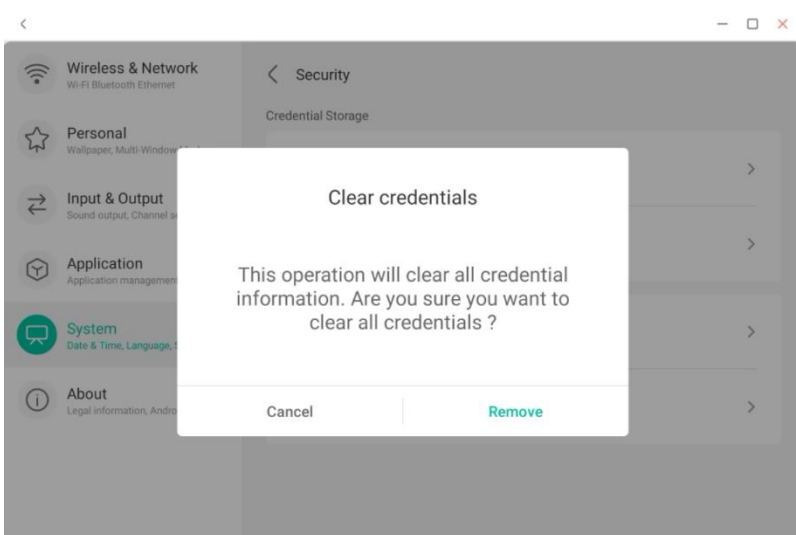 Wireless & Network
Wi-Fi Bluetooth Ethernet
Personal
Wallpaper, Multi-Window
Input & Output
Sound output, Channel
Application
Application management
System
Date & Time, Language,
About
Legal information,
Security
Credential Storage
Clear credentials
This operation will clear all credential
information. Are you sure you want to
clear all credentials ?
Cancel
Remove